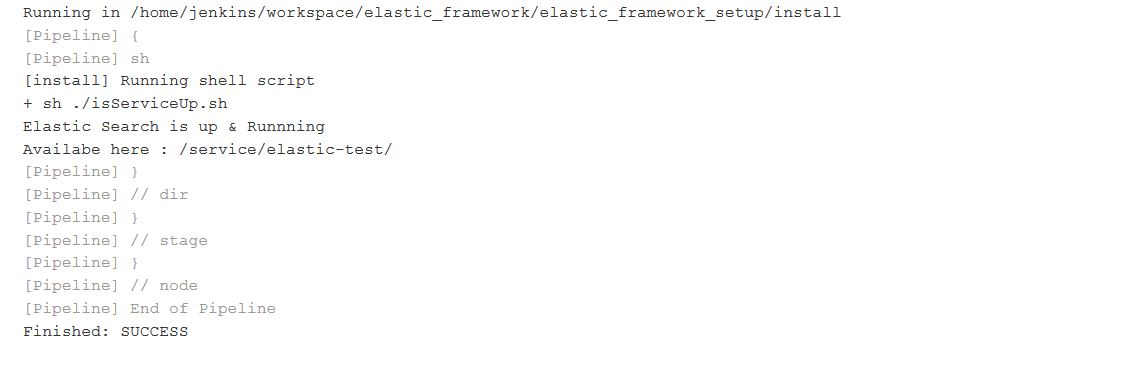 Running in /home/jenkins/workspace/elastic_framework/elastic_framework_setup/install
[Pipeline] {
[Pipeline] sh
[install] Running shell script
+ sh ./isServiceUp.sh
Elastic Search is up & Runnning
Availabe here : /service/elastic-test/
[Pipeline] }
[Pipeline] // dir
[Pipeline] }
[Pipeline] // stage
[Pipeline] }
[Pipeline] // node
[Pipeline] End of Pipeline
Finished: SUCCESS